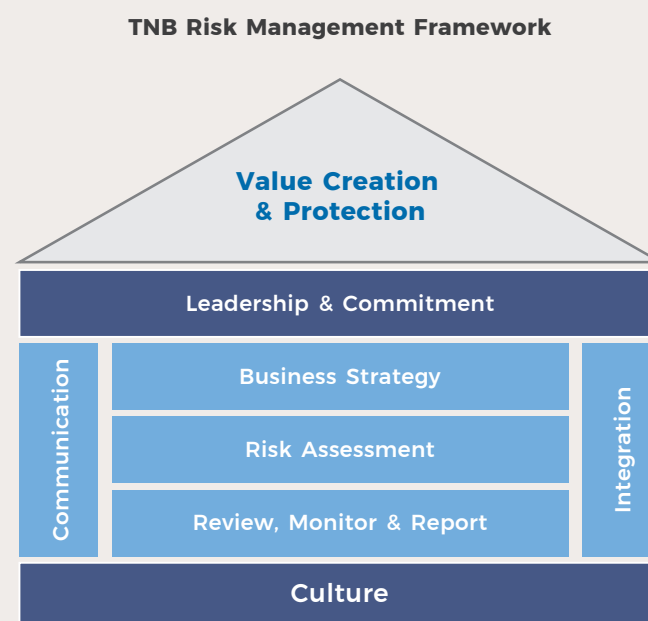 TNB Risk Management Framework
Value Creation
& Protection
Leadership & Commitment
Communication
Business Strategy
Risk Assessment
Review, Monitor & Report
Integration
Culture